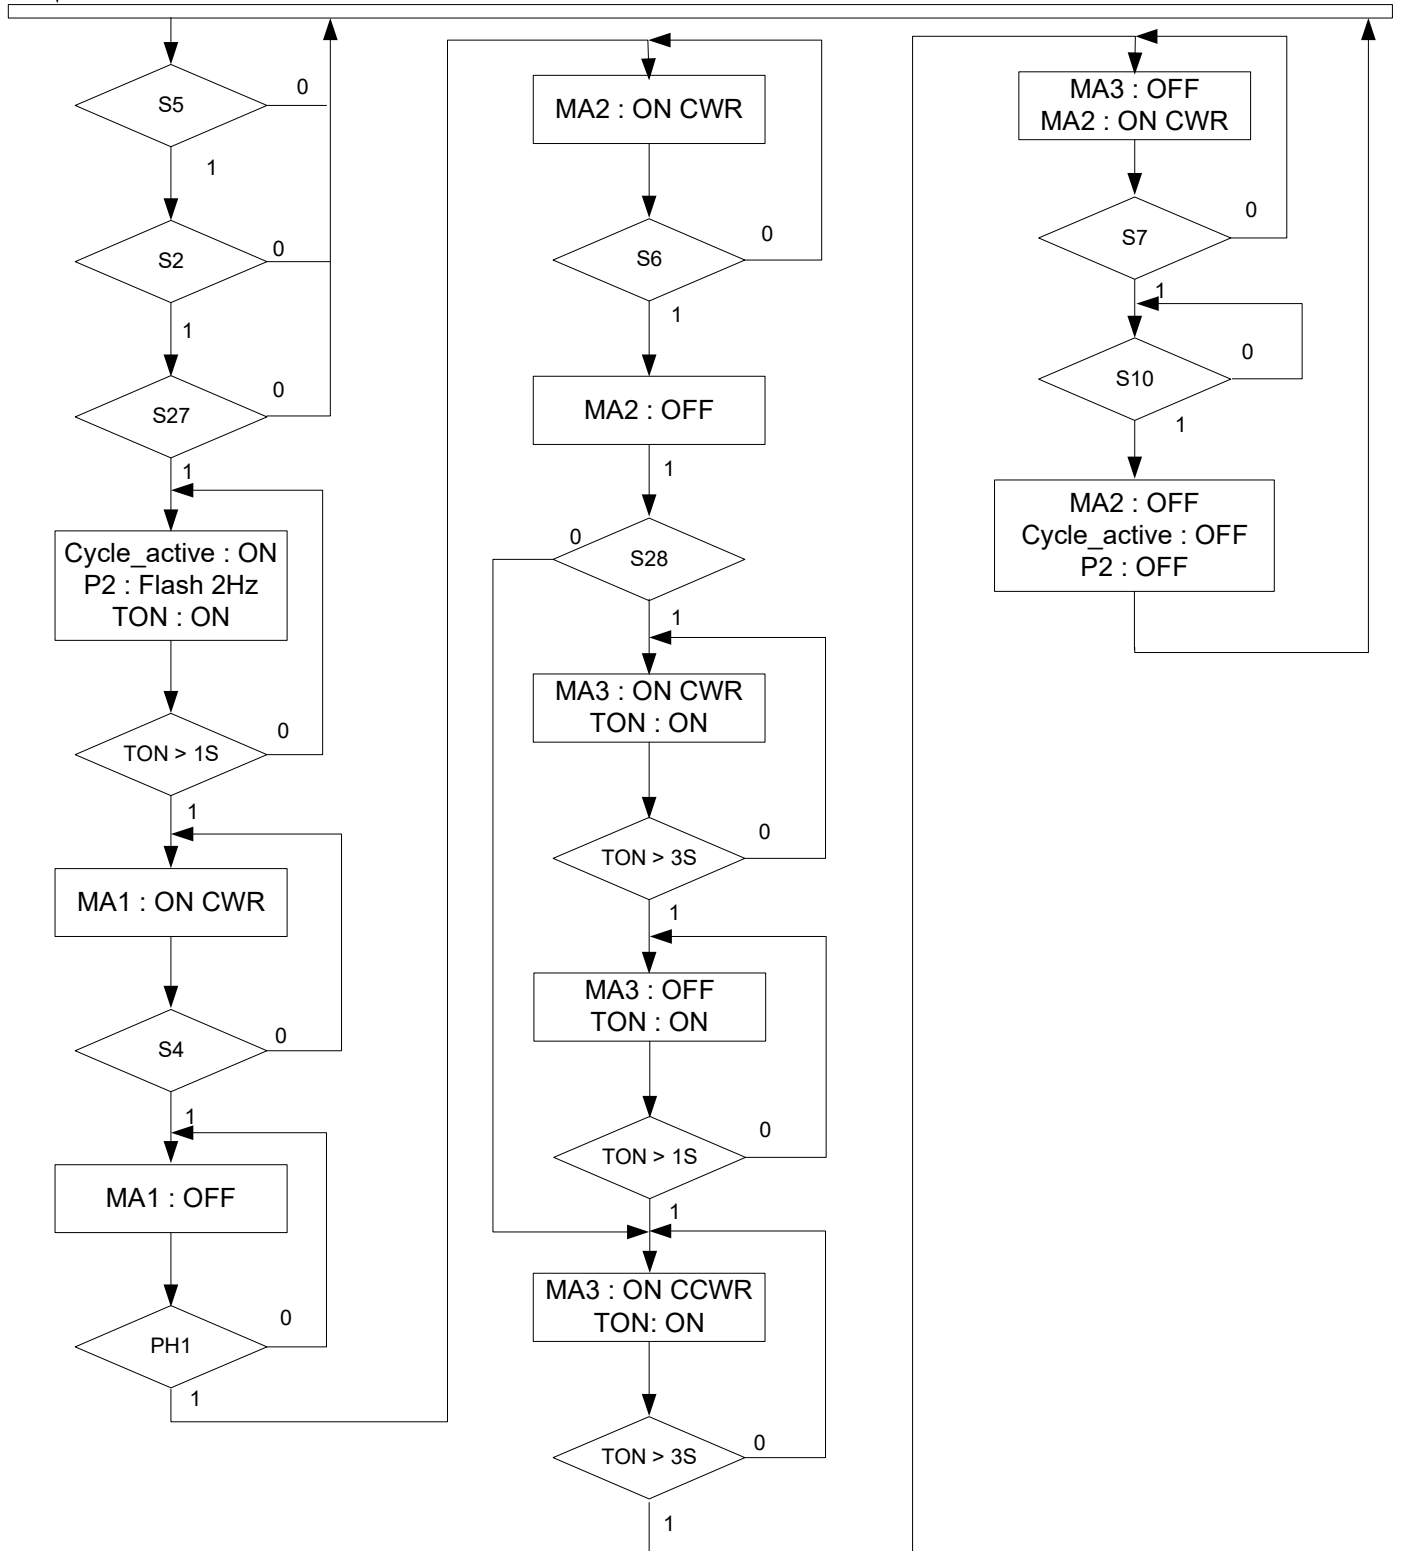 S5
0
1
S2
0
1
S27
0
1
Cycle_active : ON
P2 : Flash 2Hz
TON : ON
TON > 1S
0
1
MA1 : ON CWR
S4
0
1
MA1 : OFF
PH1
0
1
MA2 : ON CWR
S6
0
1
MA2 : OFF
1
S28
0
1
MA3 : ON CWR
TON : ON
TON > 3S
0
1
MA3 : OFF
TON : ON
TON > 1S
0
1
MA3 : ON CCWR
TON: ON
TON > 3S
0
1
MA3 : OFF
MA2 : ON CWR
S7
0
1
S10
0
1
MA2 : OFF
Cycle_active : OFF
P2 : OFF